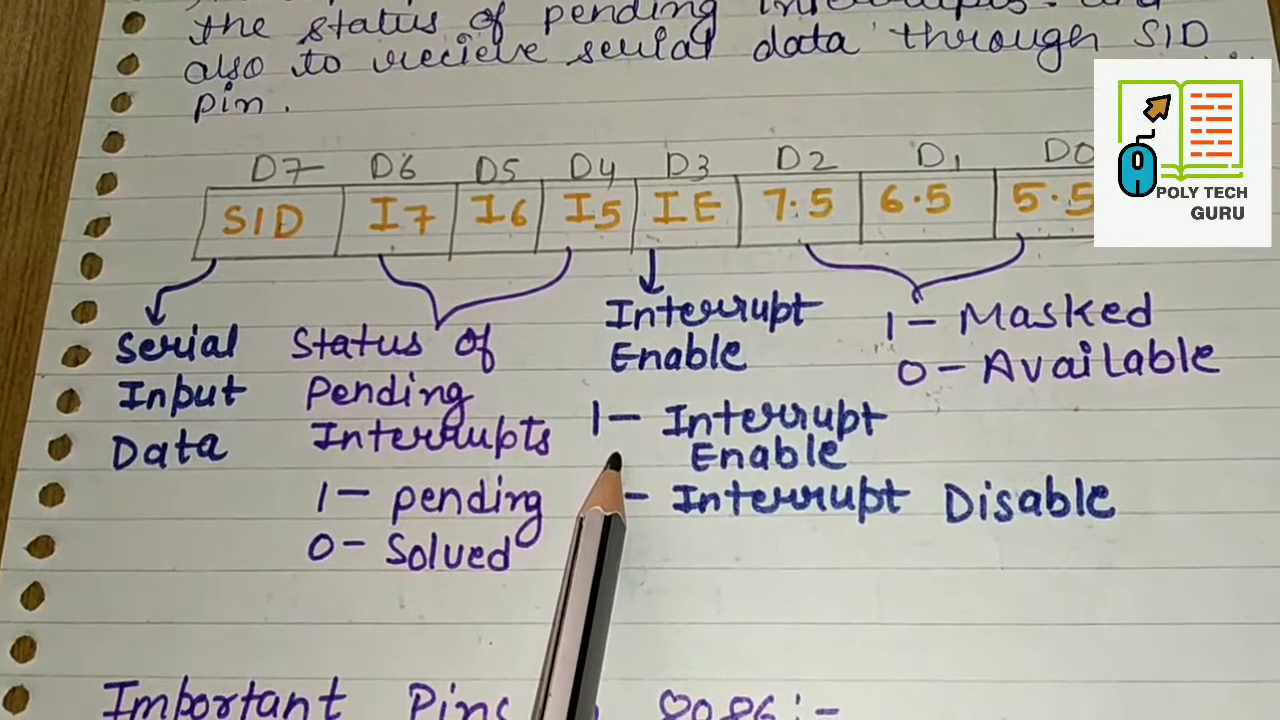 the status of pending
also to recieve serial data through SID
pin.
D7 D6 D5 D4 D3 D2 D1 D0
SID I7 I6 I5 IE 7.5 6.5 5.5
POLY TECH
GURU
Serial
Input
Data
Status of
Pending
Interrupts
1- pending
0- Solved
Interrupt
Enable
1- Interrupt
Enable
- Interrupt Disable
1- Masked
0- Available
Important Pins 8086:-